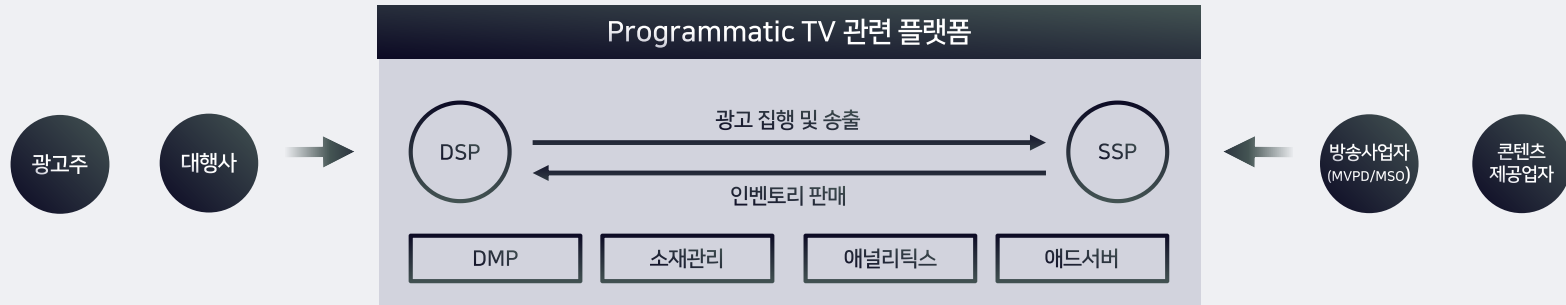 Programmatic TV 관련 플랫폼
광고주
대행사
DSP
광고 집행 및 송출
인벤토리 판매
SSP
방송사업자
(MVPD/MSO)
콘텐츠
제공업자
DMP
소재관리
애널리틱스
애드서버